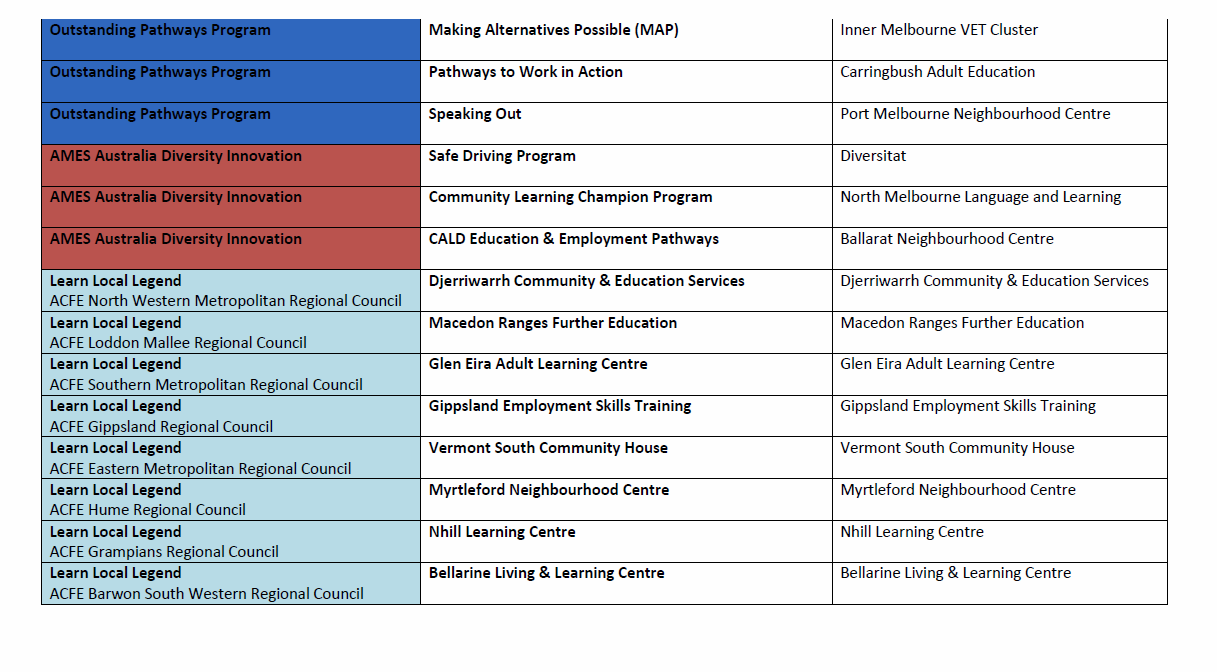 Outstanding Pathways Program Making Alternatives Possible (MAP) Inner Melbourne VET Cluster
Outstanding Pathways Program Pathways to Work in Action Carringbush Adult Education
Outstanding Pathways Program Speaking Out Port Melbourne Neighbourhood Centre
AMES Australia Diversity Innovation Safe Driving Program Diversitat
AMES Australia Diversity Innovation Community Learning Champion Program North Melbourne Language and Learning
AMES Australia Diversity Innovation CALD Education & Employment Pathways Ballarat Neighbourhood Centre
Learn Local Legend Djerriwarrh Community & Education Services Djerriwarrh Community & Education Services
ACFE North Western Metropolitan Regional Council
Learn Local Legend Macedon Ranges Further Education Macedon Ranges Further Education
ACFE Loddon Mallee Regional Council
Learn Local Legend Glen Eira Adult Learning Centre Glen Eira Adult Learning Centre
ACFE Southern Metropolitan Regional Council
Learn Local Legend Gippsland Employment Skills Training Gippsland Employment Skills Training
ACFE Gippsland Regional Council
Learn Local Legend Vermont South Community House Vermont South Community House
ACFE Eastern Metropolitan Regional Council
Learn Local Legend Myrtleford Neighbourhood Centre Myrtleford Neighbourhood Centre
ACFE Hume Regional Council
Learn Local Legend Nhill Learning Centre Nhill Learning Centre
ACFE Grampians Regional Council
Learn Local Legend Bellarine Living & Learning Centre Bellarine Living & Learning Centre
ACFE Barwon South Western Regional Council